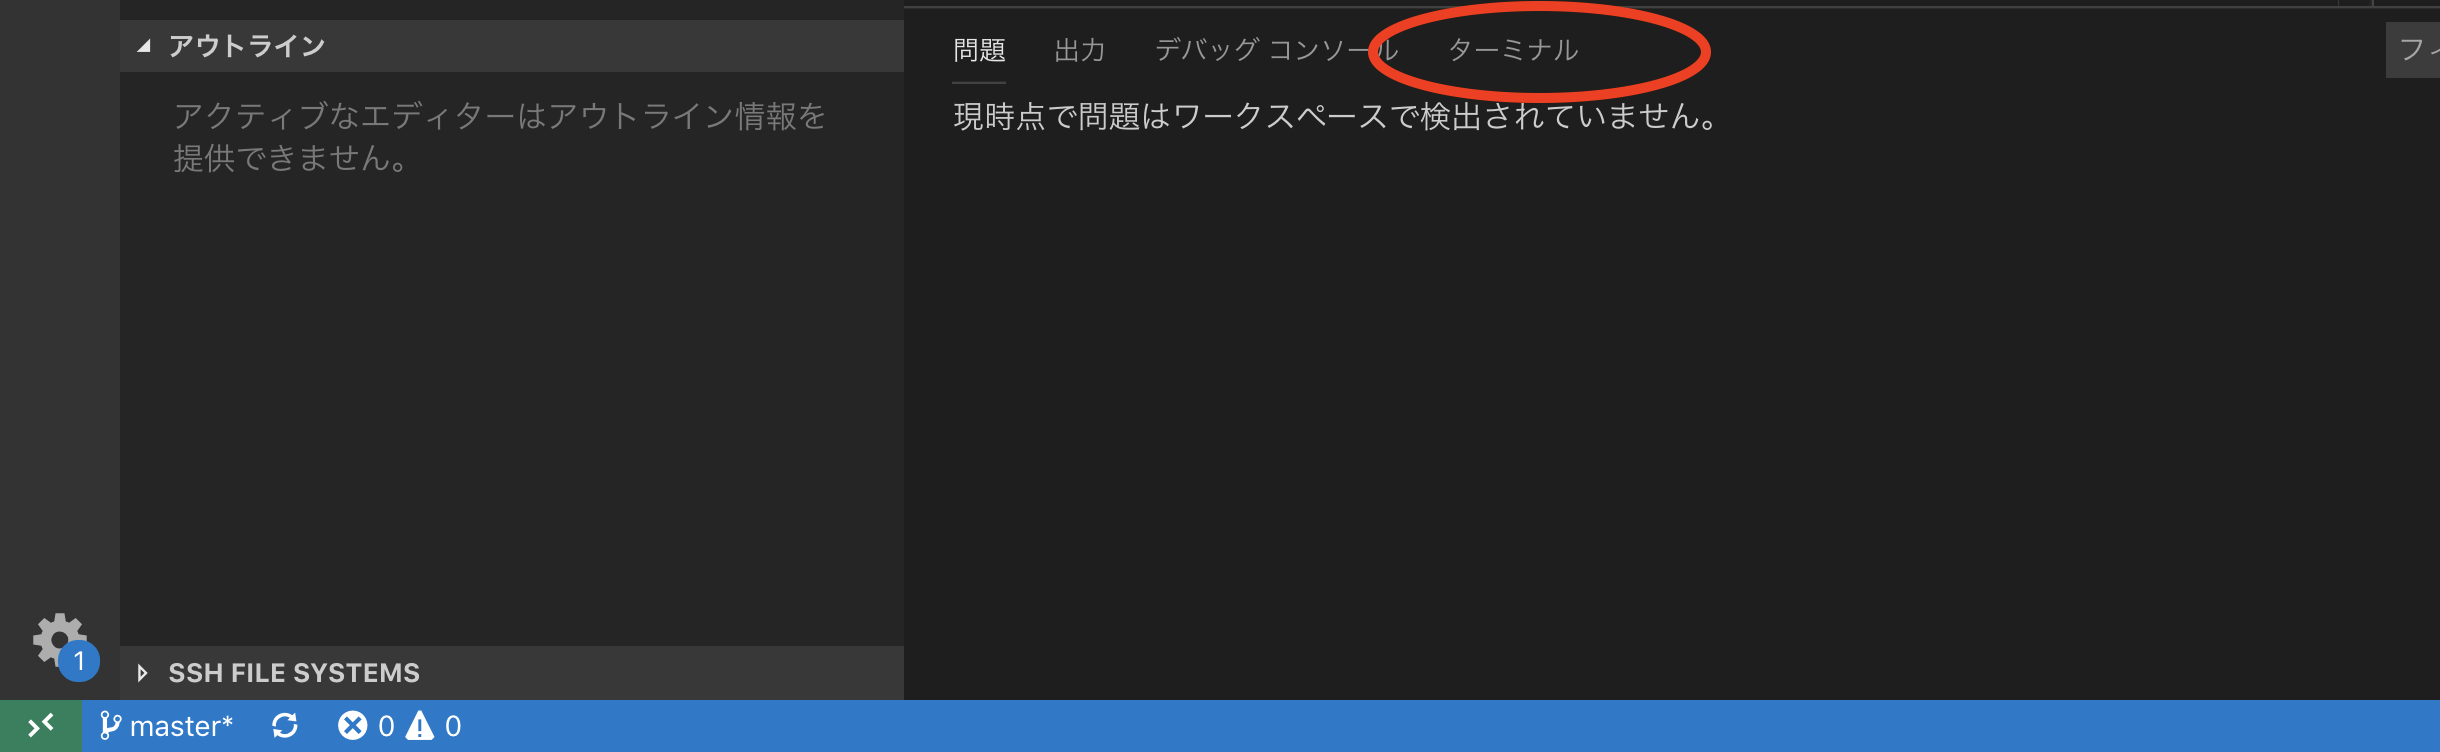 アウトライン
アクティブなエディターはアウトライン情報を
提供できません。
SSH FILE SYSTEMS
問題 出力 デバッグ コンソール ターミナル
現時点で問題はワークスペースで検出されていません。
1
master* 0 0